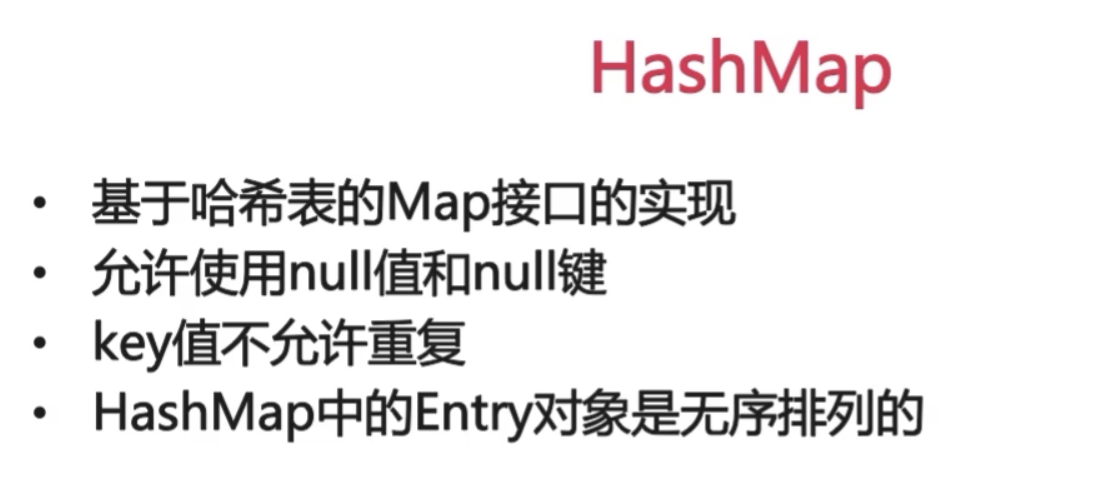 HashMap
• 基于哈希表的Map接口的实现
• 允许使用null值和null键
• key值不允许重复
• HashMap中的Entry对象是无序排列的